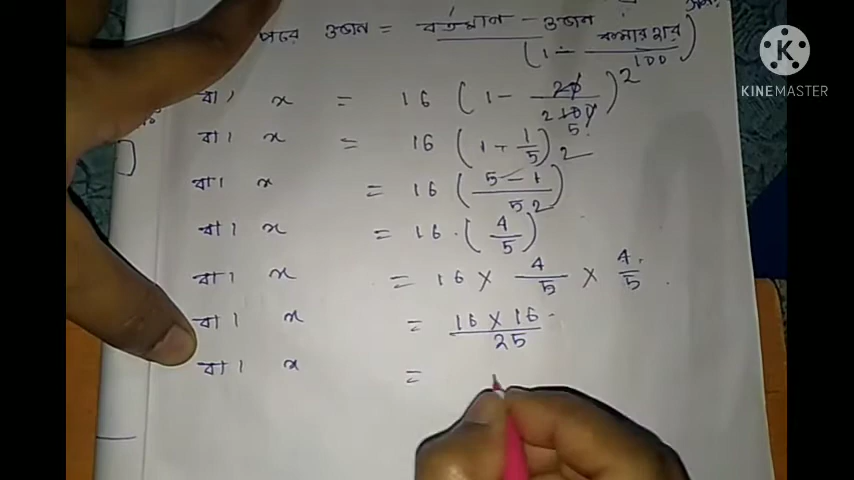 পরে ওজন = বর্তমান ওজন (1 - কমার হার/100)
KINEMASTER
বা, x = 16 (1 - 20/100)2
বা, x = 16 (1 - 1/5)2
বা, x = 16 (5-1/5)2
বা, x = 16 . (4/5)2
বা, x = 16 × 4/5 × 4/5
বা, x = 16×16/25
বা, x =